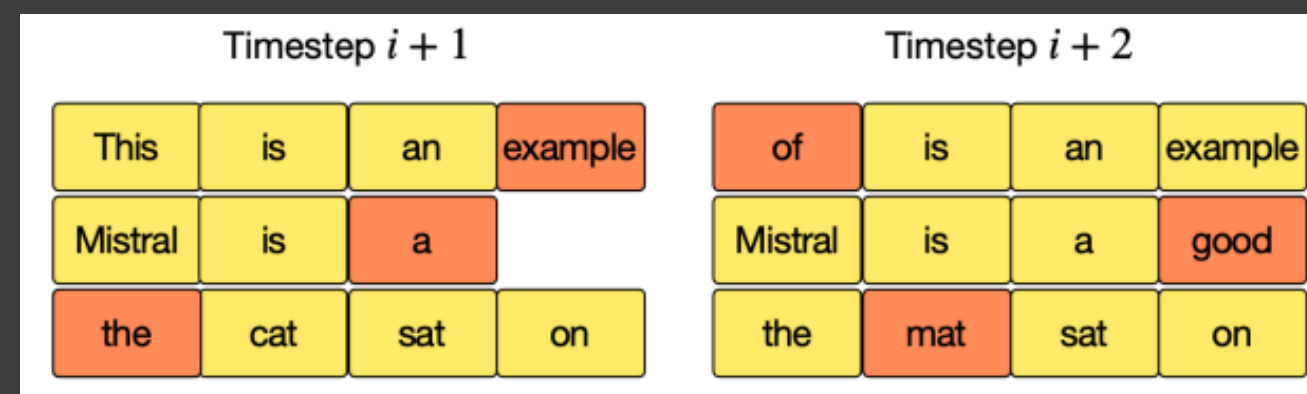 Timestep i + 1 Timestep i + 2
This is an example of is an example
Mistral is a Mistral is a good
the cat sat on the mat sat on